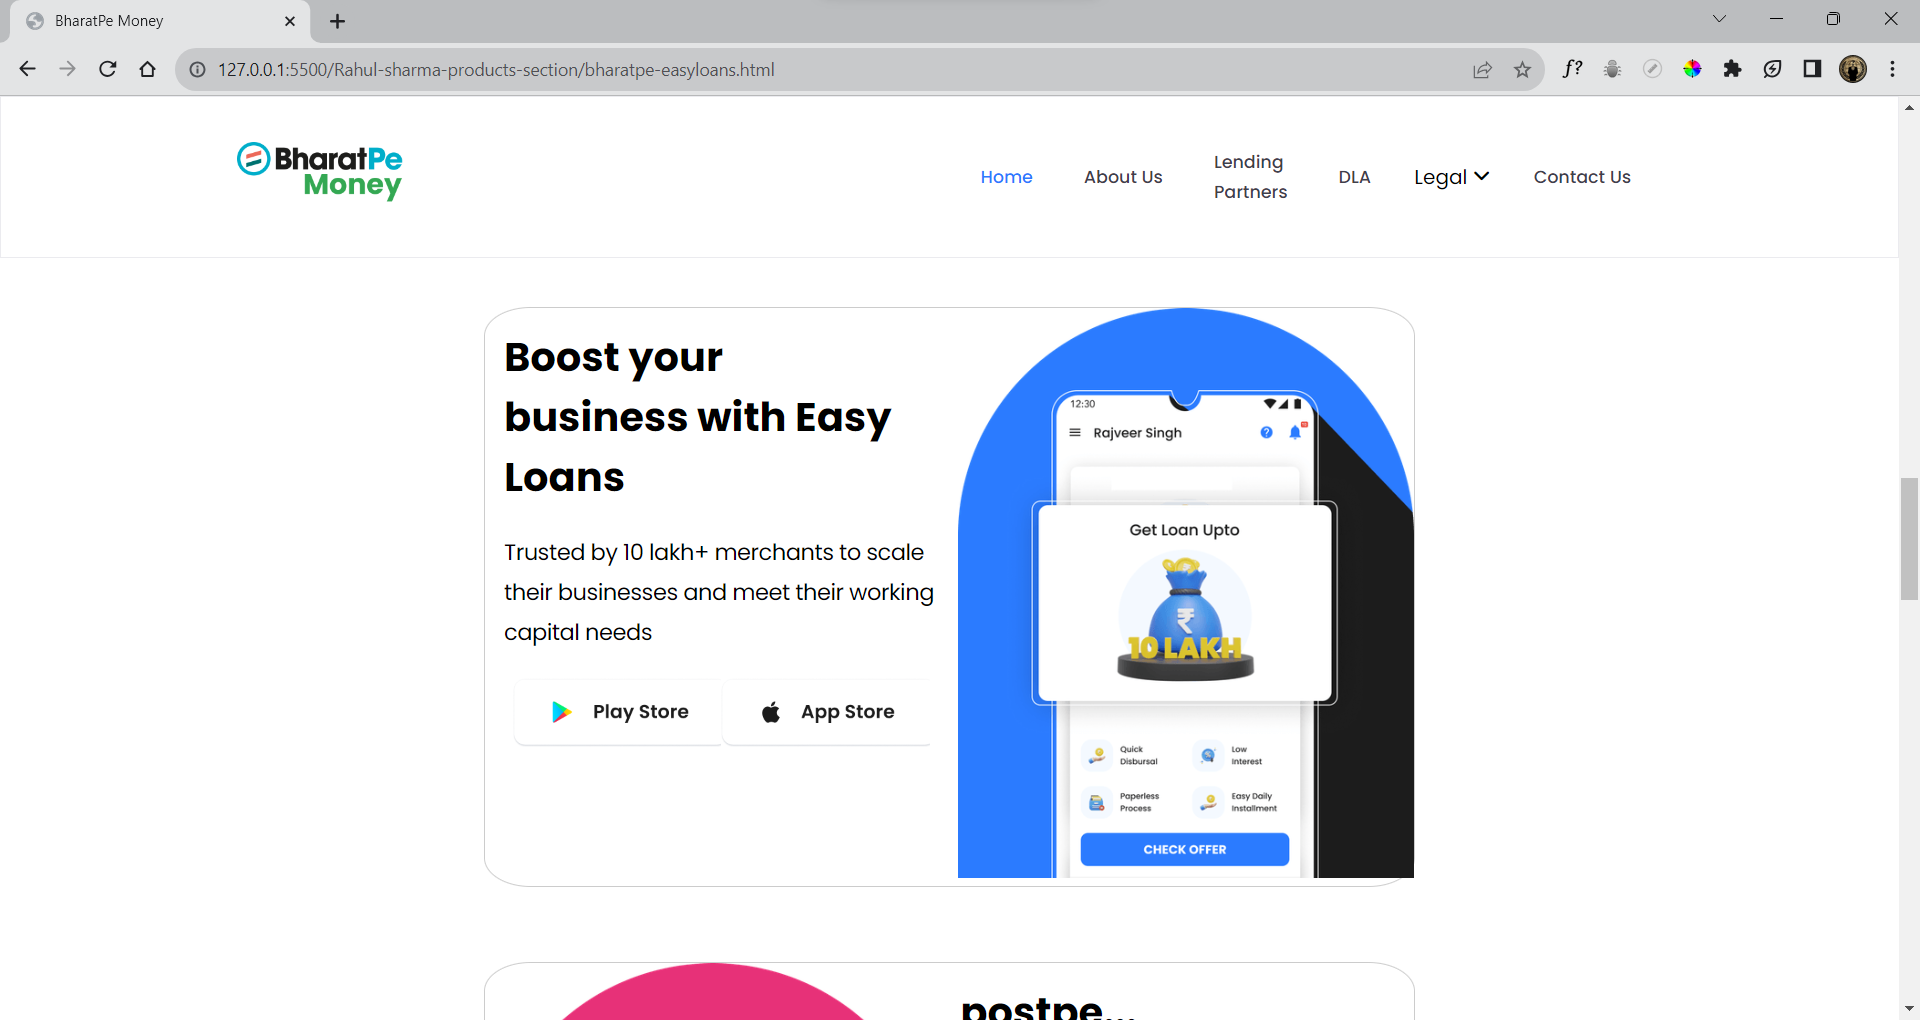 BharatPe Money
127.0.0.1:5500/Rahul-sharma-products-section/bharatpe-easyloans.html
BharatPe
Money
Home
About Us
Lending
Partners
DLA
Legal
Contact Us
Boost your
business with Easy
Loans
Trusted by 10 lakh+ merchants to scale
their businesses and meet their working
capital needs
Play Store
App Store
12:30
Rajveer Singh
Get Loan Upto
₹
10 LAKH
Quick
Disbursal
Low
Interest
Paperless
Process
Easy Daily
Installment
CHECK OFFER
postpe...